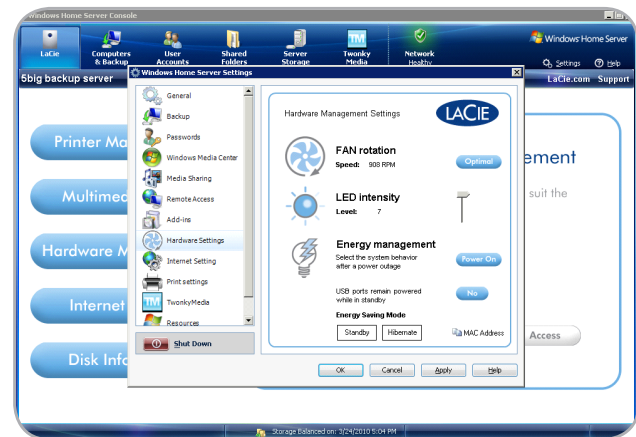 Windows Home Server Console
LaCie
Computers
& Backup
User
Accounts
Shared
Folders
Server
Storage
Twonky
Media
Network
Healthy
Windows Home Server
Settings
Help
5big backup server
LaCie.com Support
Windows Home Server Settings
General
Backup
Passwords
Windows Media Center
Media Sharing
Remote Access
Add-ins
Hardware Settings
Internet Setting
Print settings
TM
TwonkyMedia
Resources
Shut Down
Hardware Management Settings
LACIE
FAN rotation
Speed: 908 RPM
Optimal
LED intensity
Level: 7
Energy management
Select the system behavior
after a power outage
Power On
USB ports remain powered
while in standby
No
Energy Saving Mode
Standby
Hibernate
MAC Address
OK
Cancel
Apply
Help
Printer Ma
Multimed
Hardware M
Internet
Disk Info
ement
suit the
Access
Storage Balanced on: 3/24/2010 5:04 PM